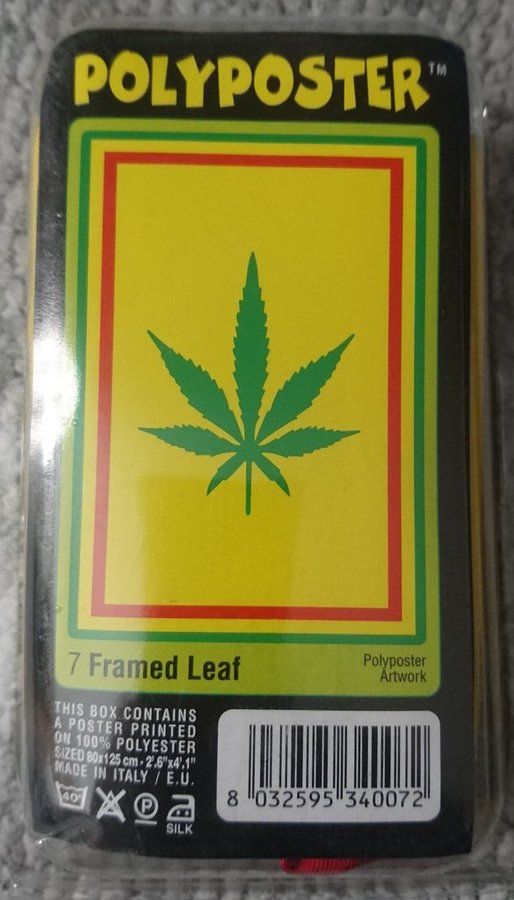 POLYPOSTER™
7 Framed Leaf
Polyposter
Artwork
THIS BOX CONTAINS
A POSTER PRINTED
ON 100% POLYESTER
SIZED 80x125 cm - 2'.6"x4'.1"
MADE IN ITALY / E.U.
40°
P
SILK
8 032595 340072